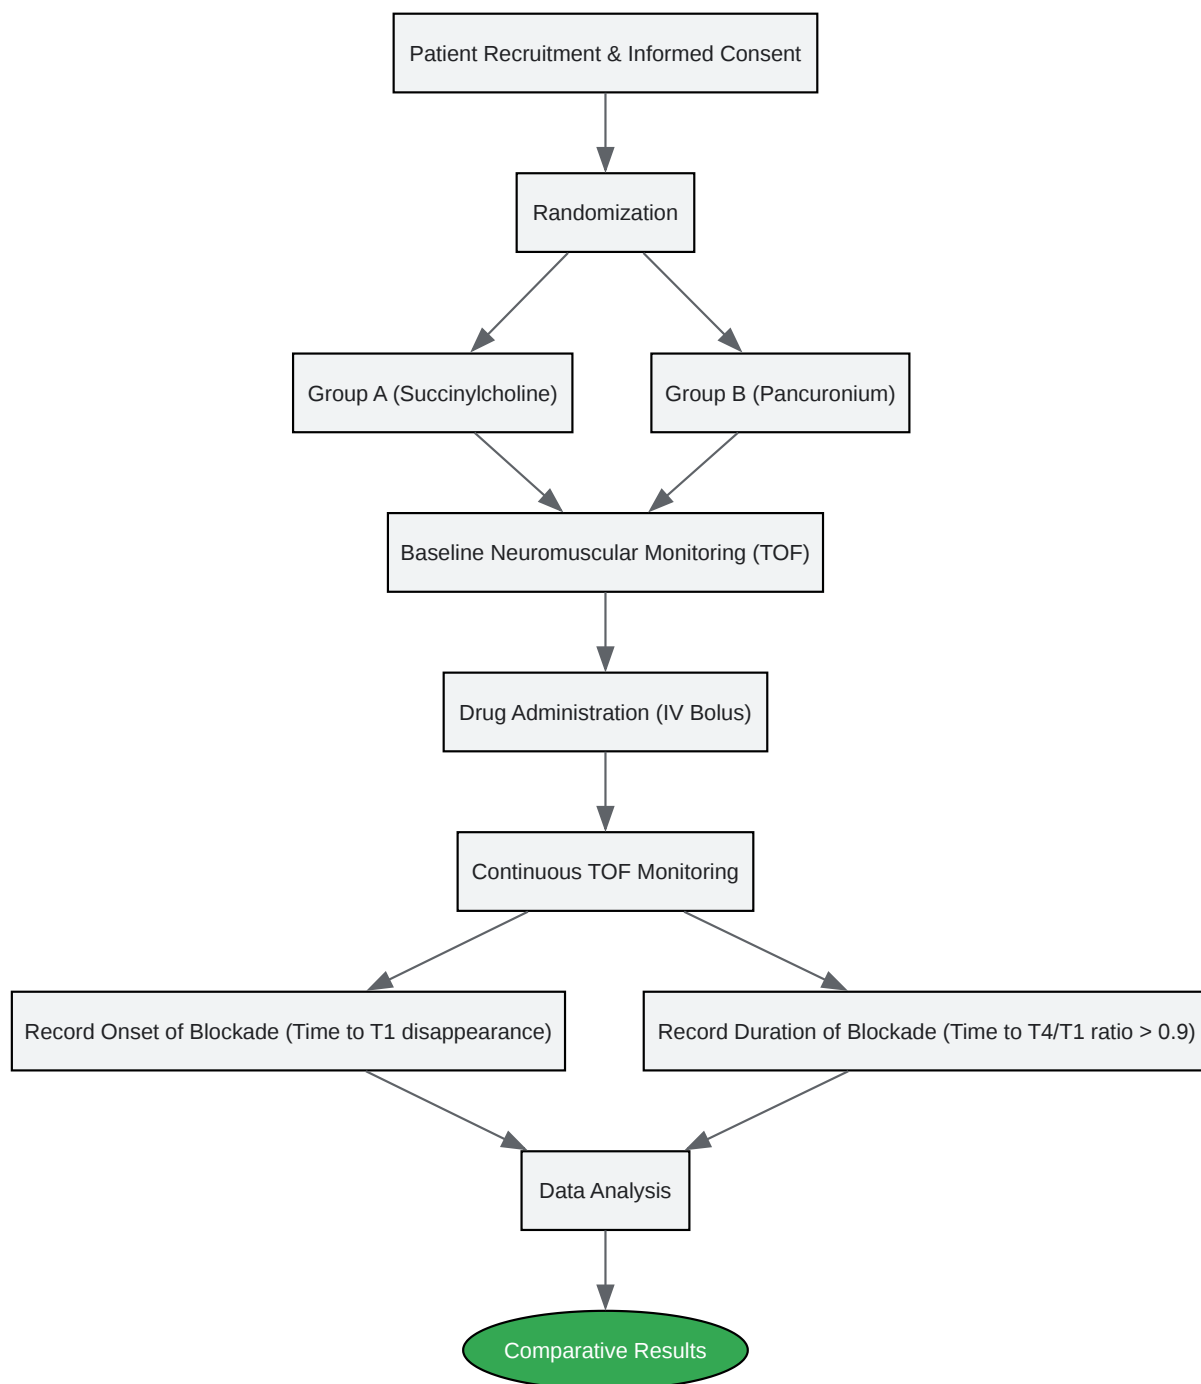 Patient Recruitment & Informed Consent
Randomization
Group A (Succinylcholine)
Group B (Pancuronium)
Baseline Neuromuscular Monitoring (TOF)
Drug Administration (IV Bolus)
Continuous TOF Monitoring
Record Onset of Blockade (Time to T1 disappearance)
Record Duration of Blockade (Time to T4/T1 ratio > 0.9)
Data Analysis
Comparative Results